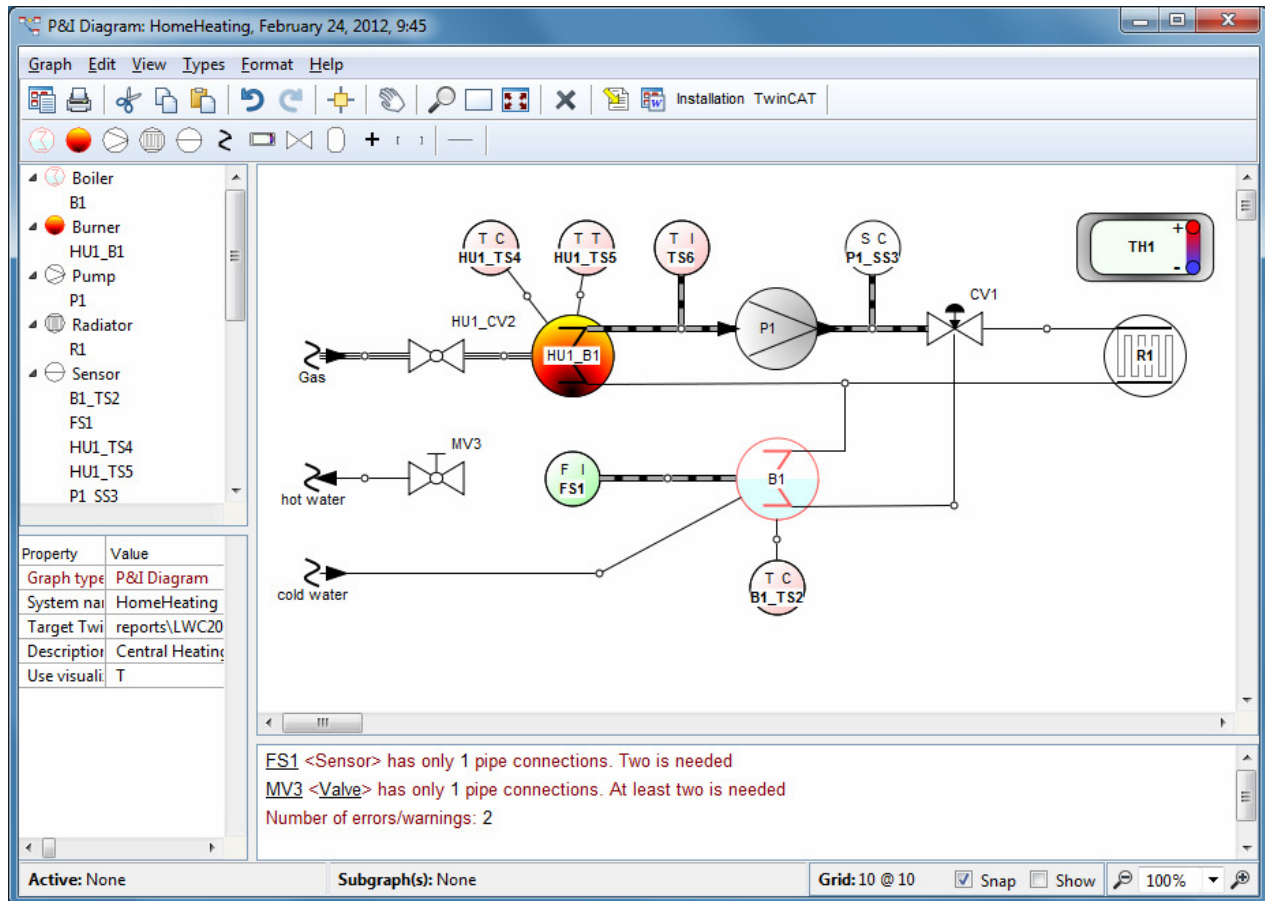 P&I Diagram: HomeHeating, February 24, 2012, 9:45
Graph Edit View Types Format Help
Installation TwinCAT
Boiler
B1
Burner
HU1_B1
Pump
P1
Radiator
R1
Sensor
B1_TS2
FS1
HU1_TS4
HU1_TS5
P1_SS3
Property Value
Graph type P&I Diagram
System nar HomeHeating
Target Twi reports\LWC20
Description Central Heating
Use visuali: T
T C
HU1_TS4
T T
HU1_TS5
T I
TS6
S C
P1_SS3
+
TH1
-
CV1
HU1_CV2
P1
HU1_B1
R1
Gas
MV3
F I
FS1
B1
hot water
T C
B1_TS2
cold water
FS1 <Sensor> has only 1 pipe connections. Two is needed
MV3 <Valve> has only 1 pipe connections. At least two is needed
Number of errors/warnings: 2
Active: None Subgraph(s): None Grid: 10 @ 10 Snap Show 100%